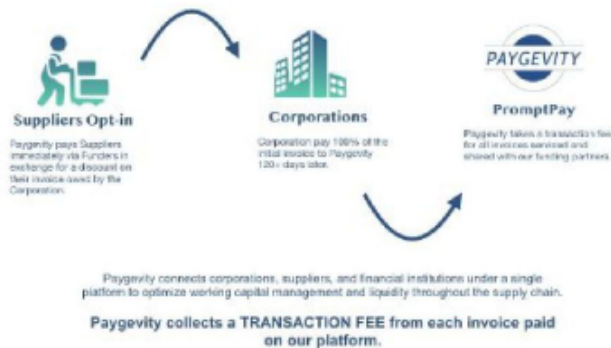 Suppliers Opt-in
Paygevity pays Suppliers
immediately via Funders in
exchange for a discount on
their invoice owed by the
Corporation.
Corporations
Corporation pay 100% of the
initial invoice to Paygevity
120+ days later.
PAYGEVITY
PromptPay
Paygevity takes a transaction fee
for all invoices serviced and
shared with our funding partners.
Paygevity connects corporations, suppliers, and financial institutions under a single
platform to optimize working capital management and liquidity throughout the supply chain.
Paygevity collects a TRANSACTION FEE from each invoice paid
on our platform.